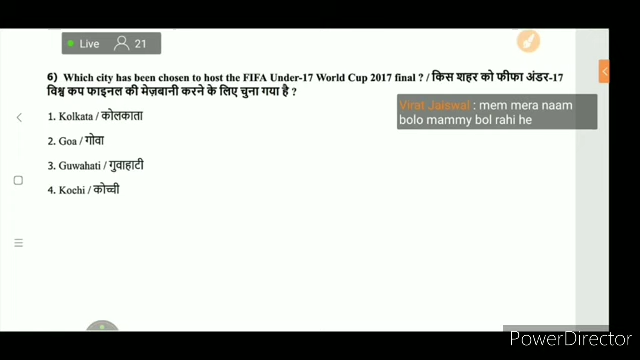 Live 21
6) Which city has been chosen to host the FIFA Under-17 World Cup 2017 final ? / किस शहर को फीफा अंडर-17
विश्व कप फाइनल की मेज़बानी करने के लिए चुना गया है ?
Virat Jaiswal : mem mera naam
bolo mammy bol rahi he
1. Kolkata / कोलकाता
2. Goa / गोवा
3. Guwahati / गुवाहाटी
4. Kochi / कोच्ची
PowerDirector